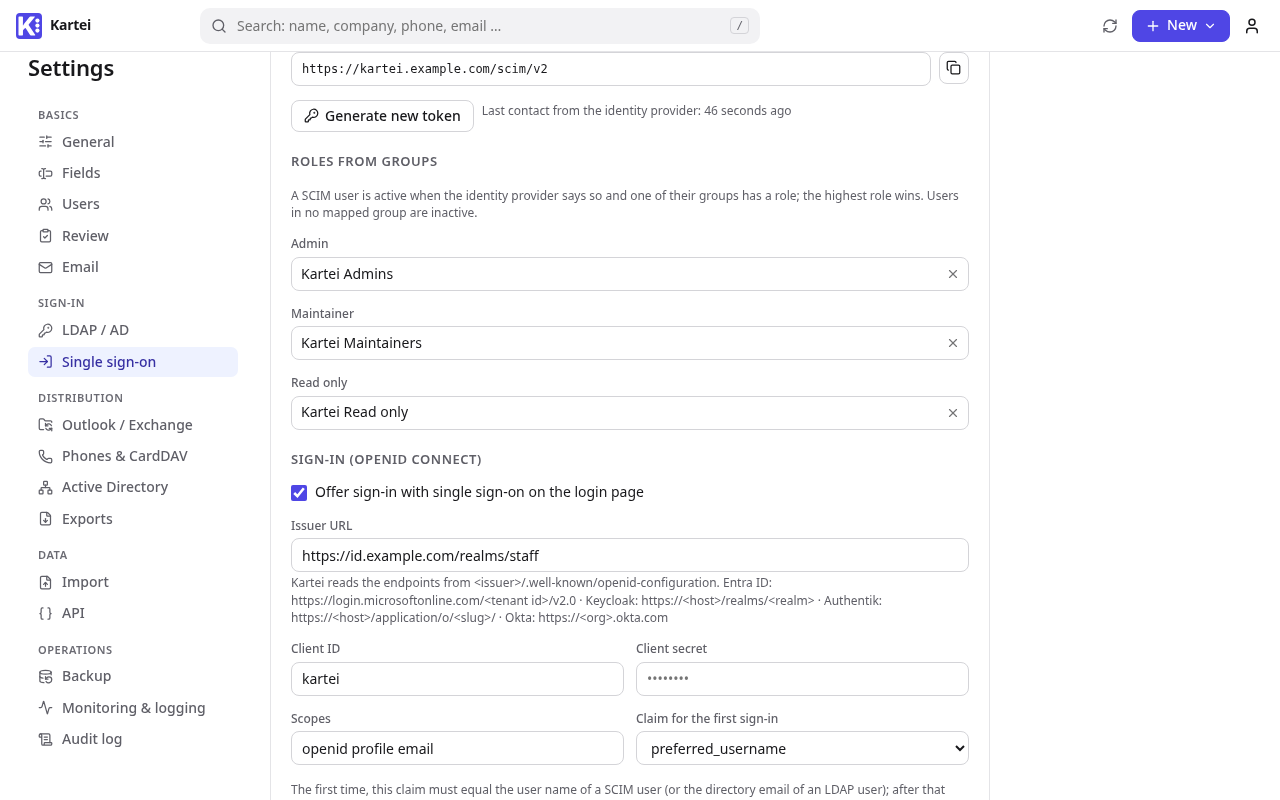 Kartei
Search: name, company, phone, email ...
/
New
Settings
BASICS
General
Fields
Users
Review
Email
SIGN-IN
LDAP / AD
Single sign-on
DISTRIBUTION
Outlook / Exchange
Phones & CardDAV
Active Directory
Exports
DATA
Import
API
OPERATIONS
Backup
Monitoring & logging
Audit log
https://kartei.example.com/scim/v2
Generate new token
Last contact from the identity provider: 46 seconds ago
ROLES FROM GROUPS
A SCIM user is active when the identity provider says so and one of their groups has a role; the highest role wins. Users
in no mapped group are inactive.
Admin
Kartei Admins
Maintainer
Kartei Maintainers
Read only
Kartei Read only
SIGN-IN (OPENID CONNECT)
Offer sign-in with single sign-on on the login page
Issuer URL
https://id.example.com/realms/staff
Kartei reads the endpoints from <issuer>/.well-known/openid-configuration. Entra ID:
https://login.microsoftonline.com/<tenant id>/v2.0 · Keycloak: https://<host>/realms/<realm> · Authentik:
https://<host>/application/o/<slug>/ · Okta: https://<org>.okta.com
Client ID
Client secret
kartei
••••••••
Scopes
Claim for the first sign-in
openid profile email
preferred_username
The first time, this claim must equal the user name of a SCIM user (or the directory email of an LDAP user); after that